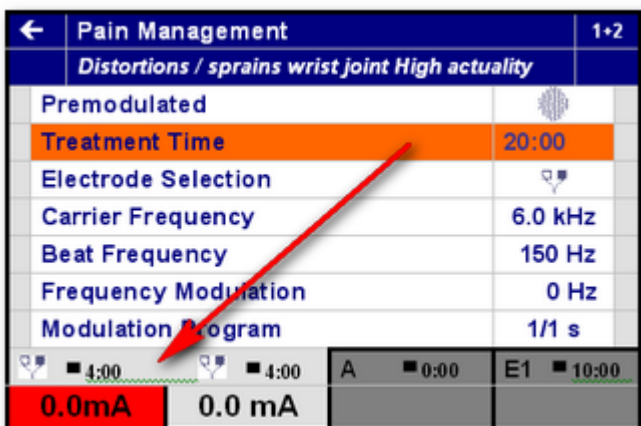 Pain Management 1+2
Distortions / sprains wrist joint High actuality
Premodulated
Treatment Time 20:00
Electrode Selection
Carrier Frequency 6.0 kHz
Beat Frequency 150 Hz
Frequency Modulation 0 Hz
Modulation Program 1/1 s
4:00 4:00 A 0:00 E1 10:00
0.0mA 0.0 mA